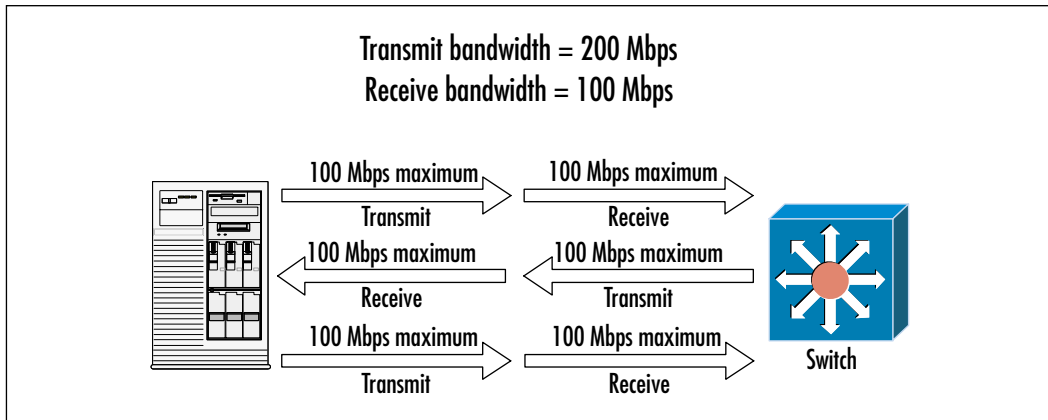 Transmit bandwidth = 200 Mbps
Receive bandwidth = 100 Mbps
100 Mbps maximum
100 Mbps maximum
Transmit
Receive
100 Mbps maximum
100 Mbps maximum
Receive
Transmit
100 Mbps maximum
100 Mbps maximum
Transmit
Receive
Switch